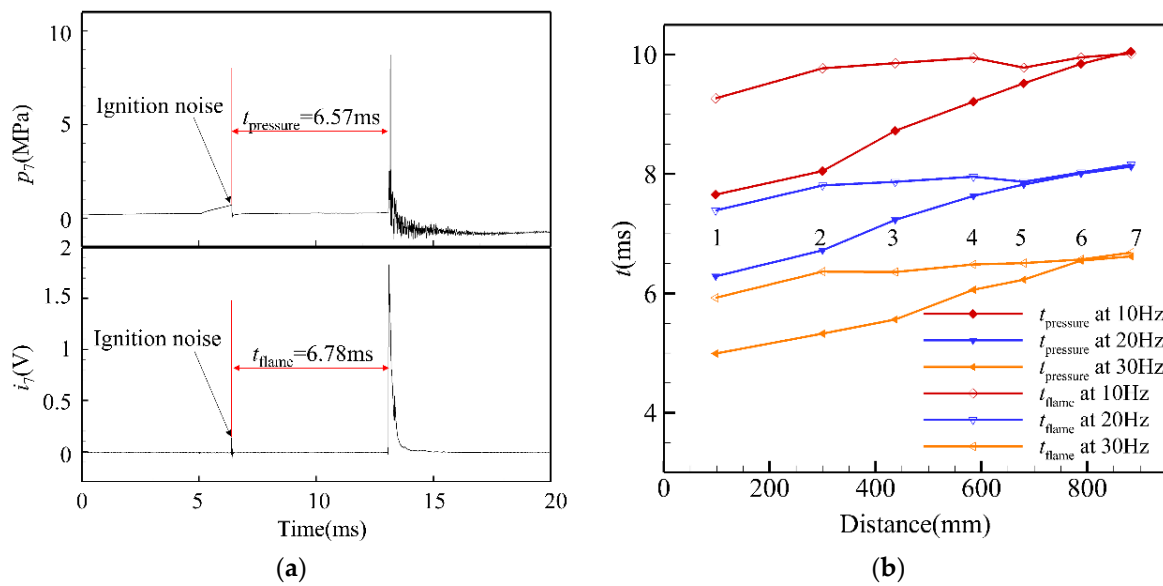 10
5
0
p7(MPa)
Ignition noise
tpressure=6.57ms
2
1.5
1
0.5
0
i7(V)
Ignition noise
tflame=6.78ms
0 5 10 15 20
Time(ms)
(a)
10
8
6
4
t(ms)
1 2 3 4 5 6 7
tpressure at 10Hz
tpressure at 20Hz
tpressure at 30Hz
tflame at 10Hz
tflame at 20Hz
tflame at 30Hz
0 200 400 600 800
Distance(mm)
(b)